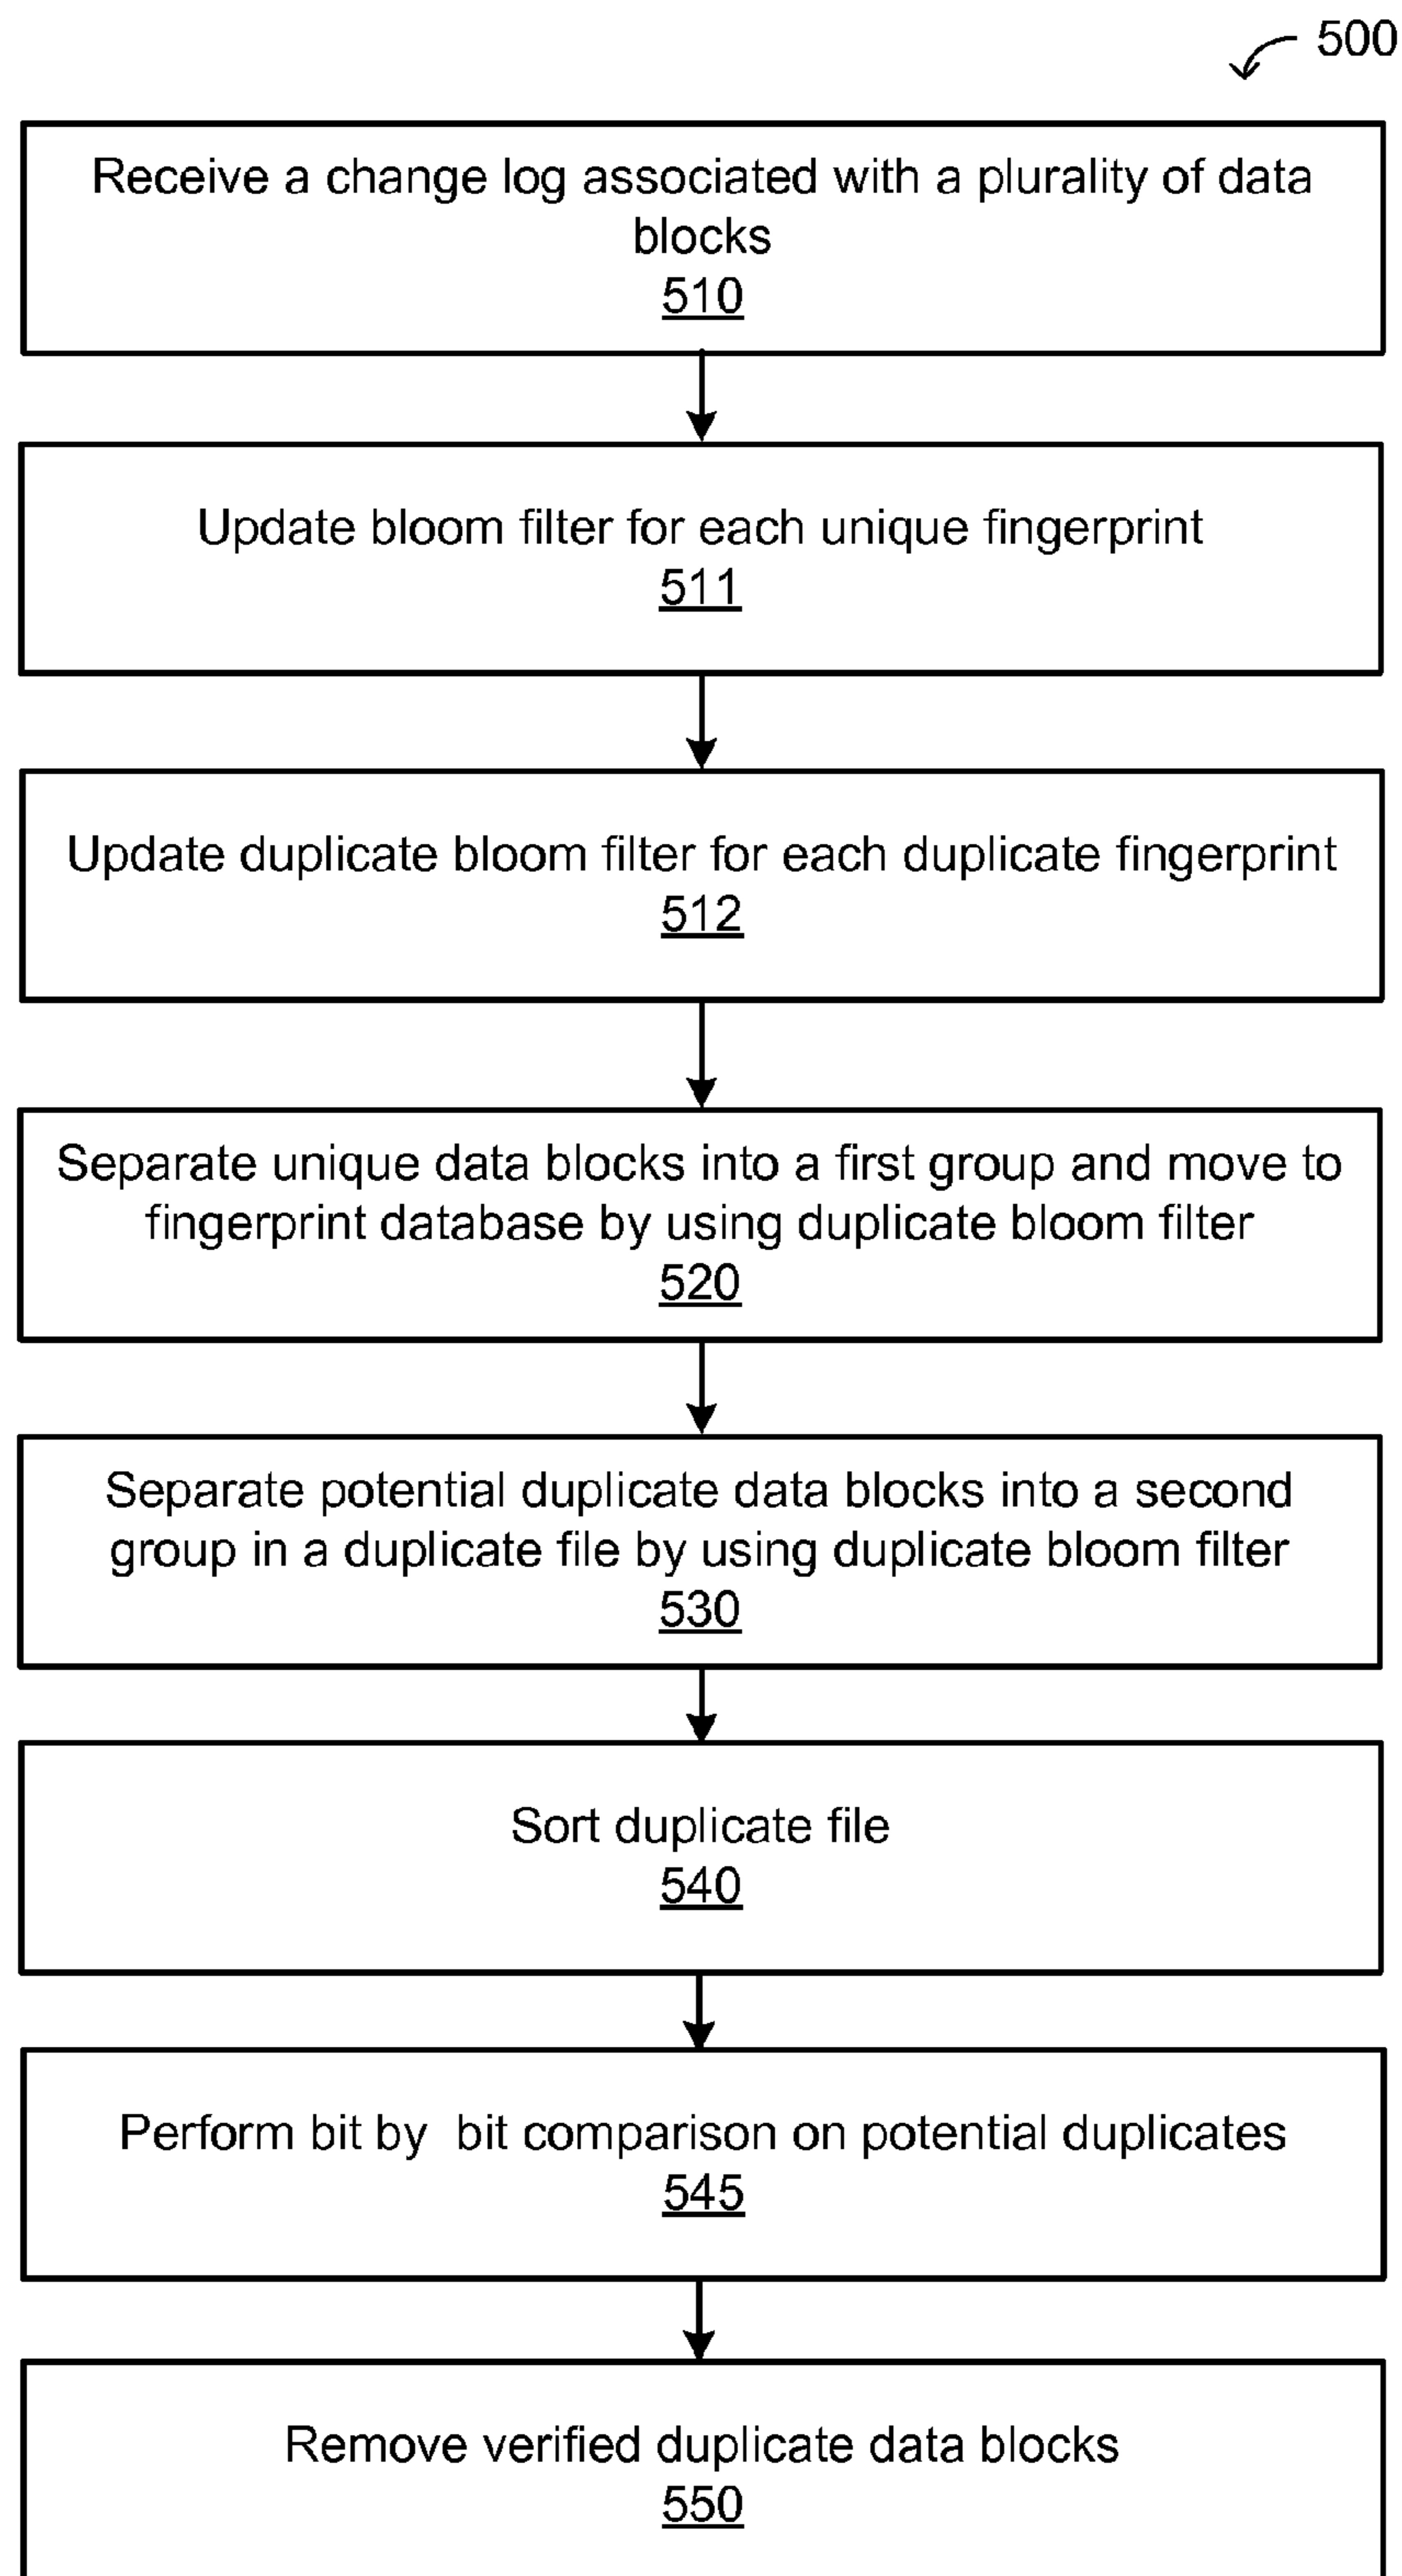 500
Receive a change log associated with a plurality of data
blocks
510
Update bloom filter for each unique fingerprint
511
Update duplicate bloom filter for each duplicate fingerprint
512
Separate unique data blocks into a first group and move to
fingerprint database by using duplicate bloom filter
520
Separate potential duplicate data blocks into a second
group in a duplicate file by using duplicate bloom filter
530
Sort duplicate file
540
Perform bit by  bit comparison on potential duplicates
545
Remove verified duplicate data blocks
550